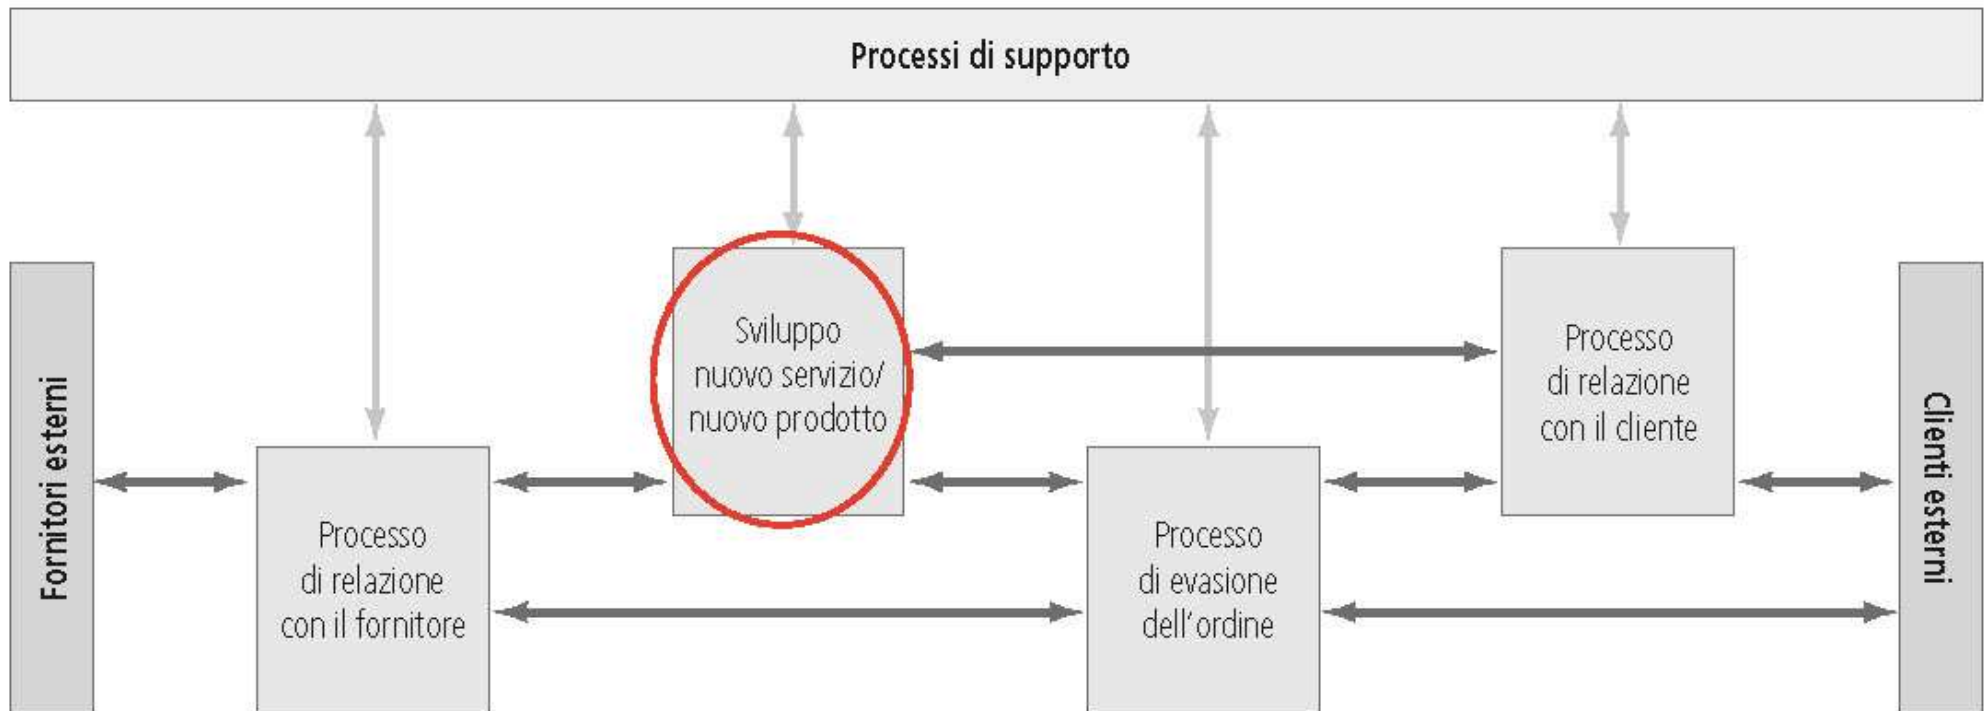 Processi di supporto
Fornitori esterni
Processo
di relazione
con il fornitore
Sviluppo
nuovo servizio/
nuovo prodotto
Processo
di evasione
dell'ordine
Processo
di relazione
con il cliente
Clienti esterni